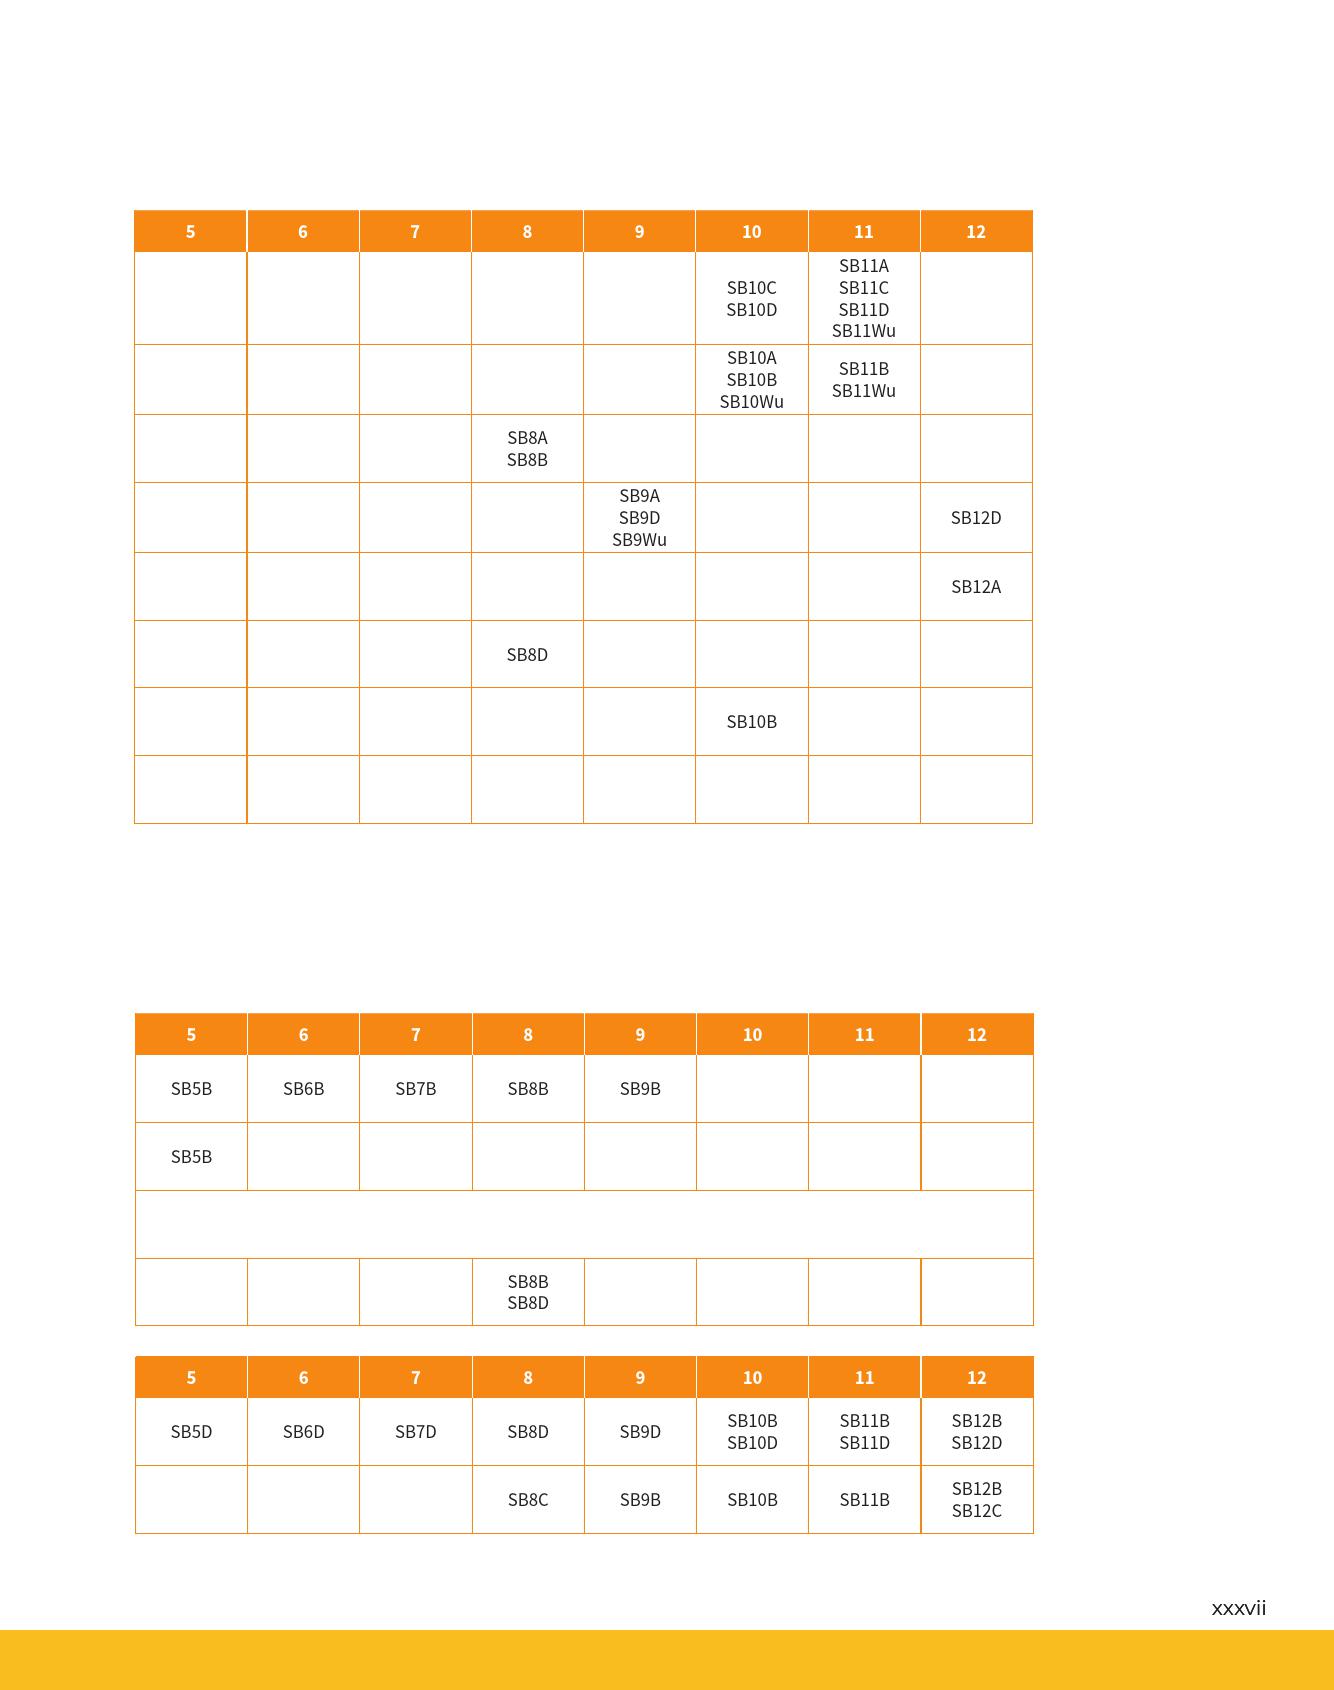 5 6 7 8 9 10 11 12
SB10C
SB10D
SB11A
SB11C
SB11D
SB11Wu
SB10A
SB10B
SB10Wu
SB11B
SB11Wu
SB8A
SB8B
SB9A
SB9D
SB9Wu
SB12D
SB12A
SB8D
SB10B
5 6 7 8 9 10 11 12
SB5B SB6B SB7B SB8B SB9B
SB5B
SB8B
SB8D
5 6 7 8 9 10 11 12
SB5D SB6D SB7D SB8D SB9D
SB10B
SB10D
SB11B
SB11D
SB12B
SB12D
SB8C SB9B SB10B SB11B
SB12B
SB12C
xxxvii